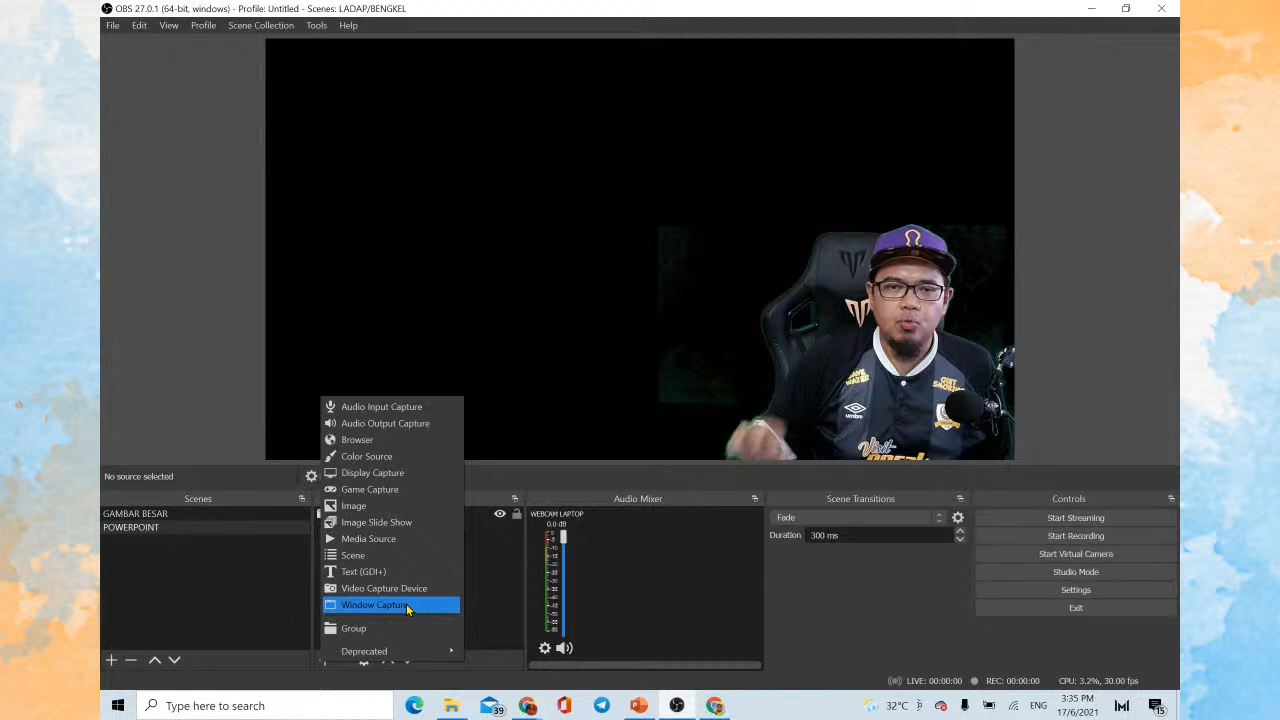 OBS 27.0.1 (64-bit, windows) - Profile: Untitled - Scenes: LADAP/BENGKEL
File Edit View Profile Scene Collection Tools Help
Visit
Audio Input Capture
Audio Output Capture
Browser
Color Source
Display Capture
Game Capture
Image
Image Slide Show
Media Source
Scene
Text (GDI+)
Video Capture Device
Window Capture
Group
Deprecated
No source selected
Scenes
GAMBAR BESAR
POWERPOINT
Audio Mixer
WEBCAM LAPTOP
0.0 dB
Scene Transitions
Fade
Duration 300 ms
Controls
Start Streaming
Start Recording
Start Virtual Camera
Studio Mode
Settings
Exit
LIVE: 00:00:00 REC: 00:00:00 CPU: 3.2%, 30.00 fps
Type here to search
39
32°C
ENG
3:35 PM
17/6/2021
15